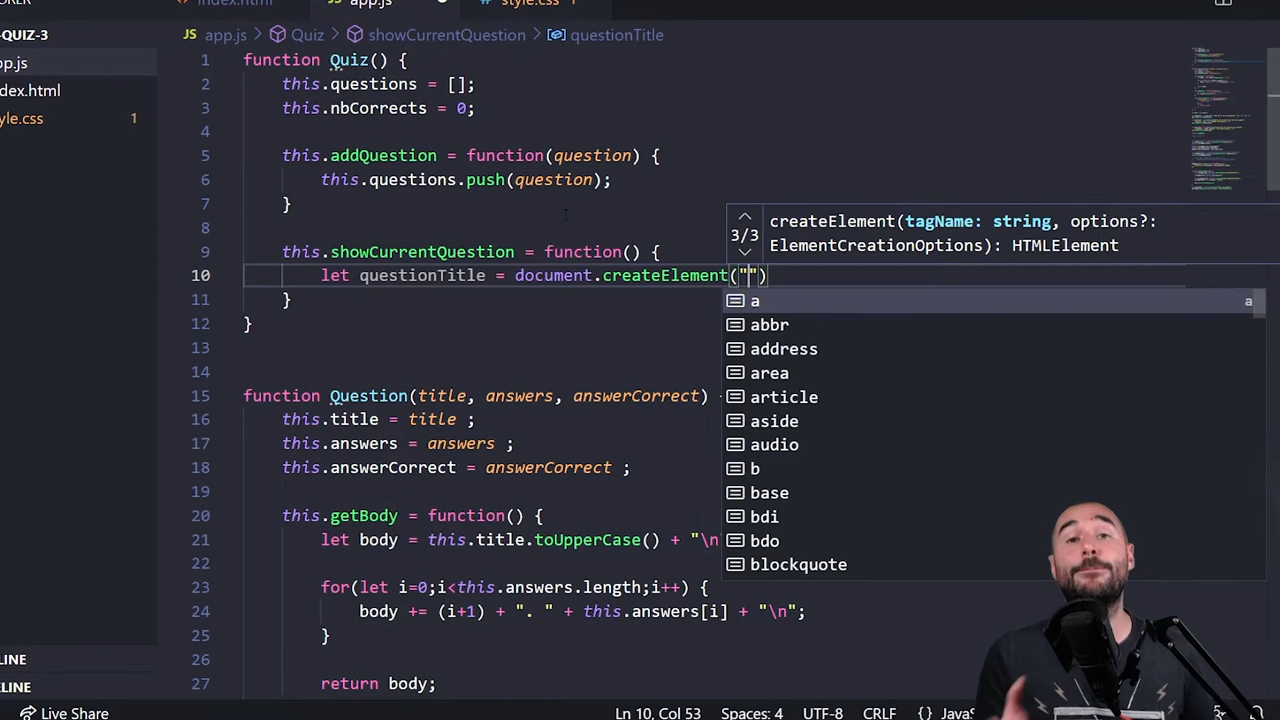 index.html
app.js
style.css 1
-QUIZ-3
JS app.js > Quiz > showCurrentQuestion > questionTitle
pp.js
dex.html
yle.css 1
1 function Quiz() {
2 this.questions = [];
3 this.nbCorrects = 0;
4
5 this.addQuestion = function(question) {
6 this.questions.push(question);
7 }
8
9 this.showCurrentQuestion = function() {
10 let questionTitle = document.createElement("")
11 }
12 }
13
14
15 function Question(title, answers, answerCorrect) {
16 this.title = title ;
17 this.answers = answers ;
18 this.answerCorrect = answerCorrect ;
19
20 this.getBody = function() {
21 let body = this.title.toUpperCase() + "\n
22
23 for(let i=0;i<this.answers.length;i++) {
24 body += (i+1) + ". " + this.answers[i] + "\n";
25 }
26
27 return body;
3/3
createElement(tagName: string, options?:
ElementCreationOptions): HTMLElement
a a
abbr
address
area
article
aside
audio
b
base
bdi
bdo
blockquote
LINE
LINE
Live Share
Ln 10, Col 53 Spaces: 4 UTF-8 CRLF {} JavaS